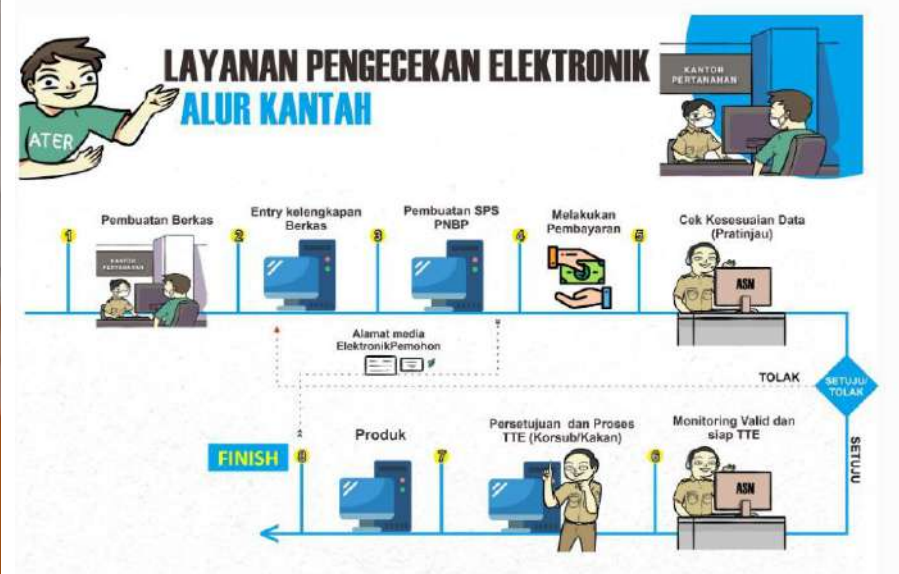 LAYANAN PENGECEKAN ELEKTRONIK
ALUR KANTAH
ATER
KANTOR
PERTANAHAN
1
Pembuatan Berkas
KANTOR
PERTANAHAN
2
Entry kelengkapan
Berkas
3
Pembuatan SPS
PNBP
4
Melakukan
Pembayaran
5
Cek Kesesuaian Data
(Pratinjau)
ASN
Alamat media
ElektronikPemohon
TOLAK
SETUJU/
TOLAK
SETUJU
Monitoring Valid dan
siap TTE
ASN
6
Persetujuan dan Proses
TTE (Korsub/Kakan)
7
Produk
8
FINISH